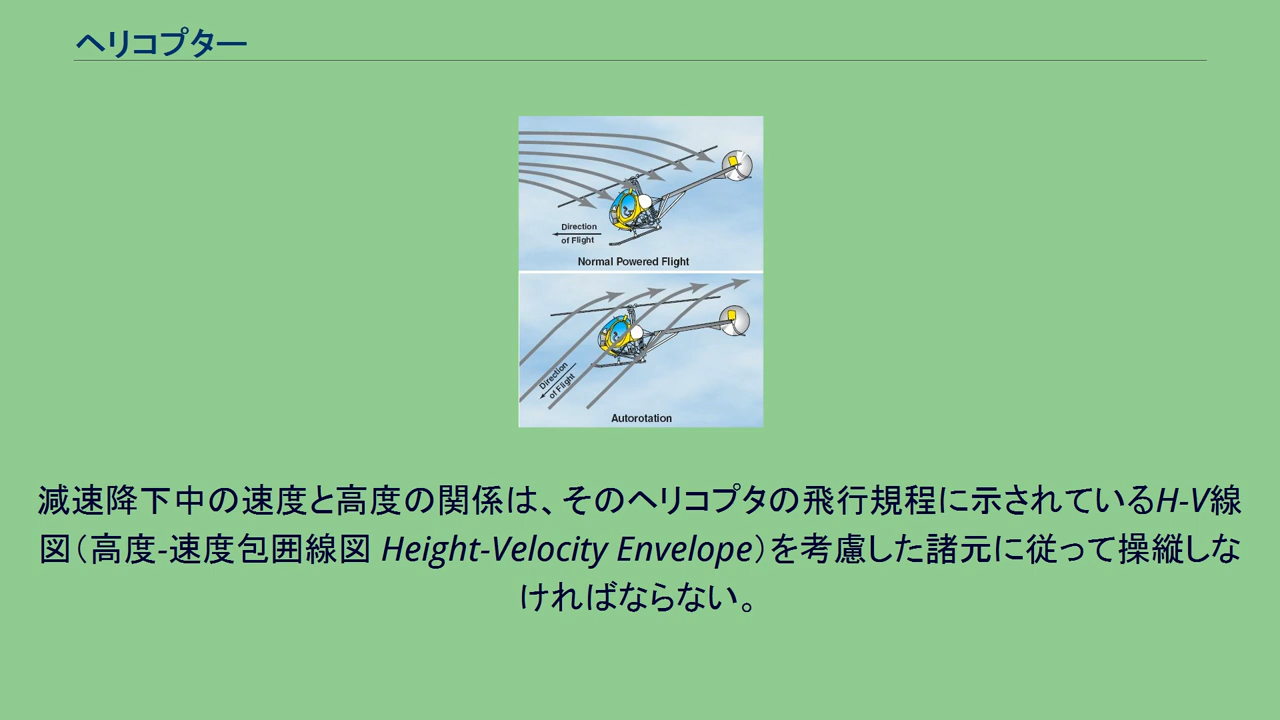 ヘリコプター
Direction
of Flight
Normal Powered Flight
Direction
of Flight
Autorotation
減速降下中の速度と高度の関係は、そのヘリコプタの飛行規程に示されているH-V線
図（高度-速度包囲線図 Height-Velocity Envelope）を考慮した諸元に従って操縦しな
ければならない。